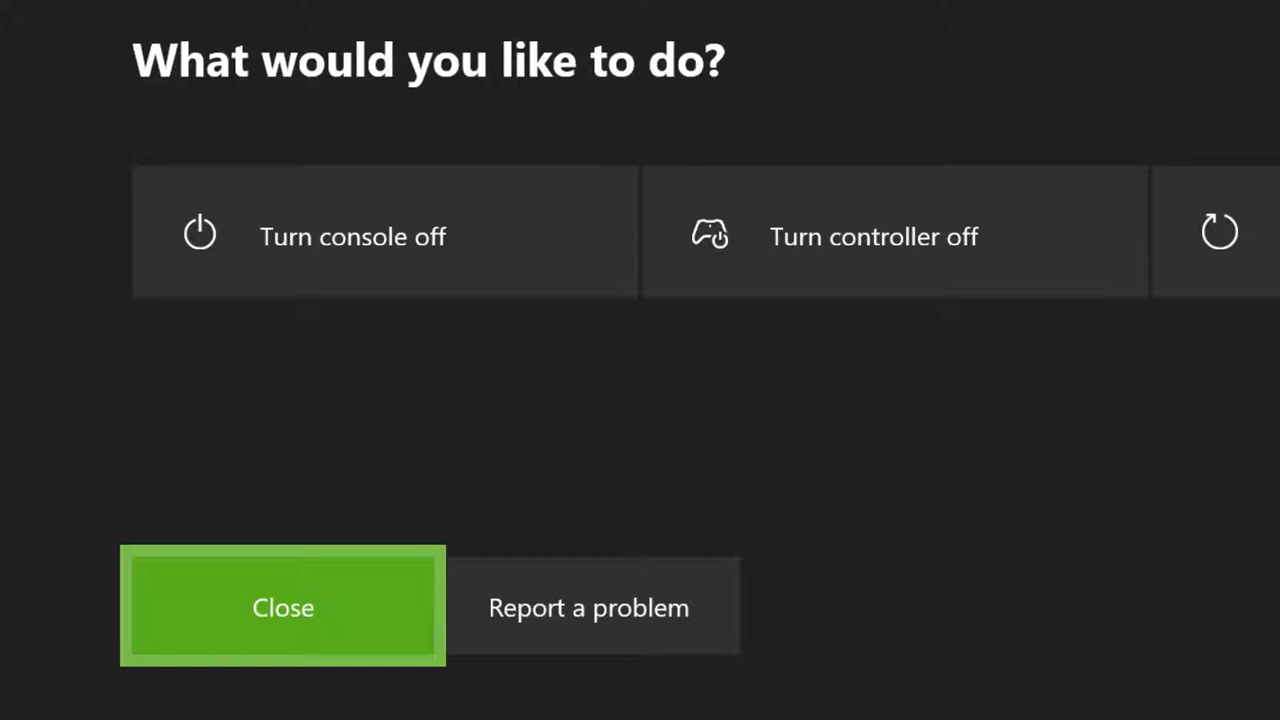 What would you like to do?
Turn console off
Turn controller off
Close
Report a problem